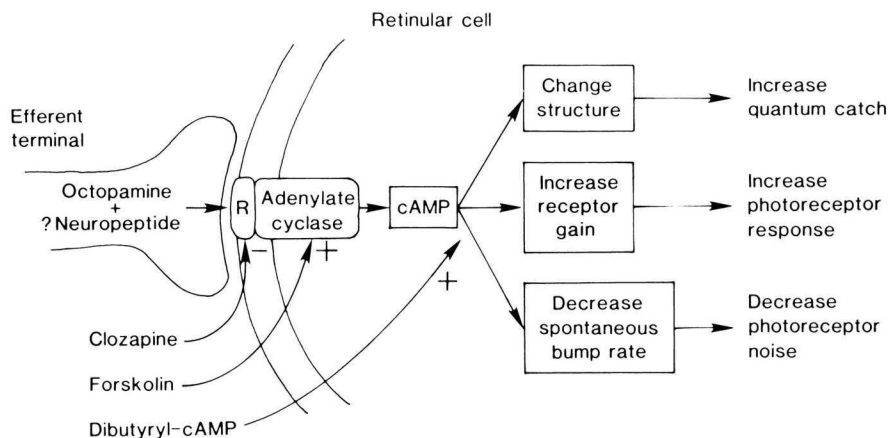 Retinular cell
Efferent
terminal
Octopamine
+
?Neuropeptide
R
Adenylate
cyclase
−
+
cAMP
+
Change
structure
Increase
quantum catch
Increase
receptor
gain
Increase
photoreceptor
response
Decrease
spontaneous
bump rate
Decrease
photoreceptor
noise
Clozapine
Forskolin
Dibutyryl-cAMP